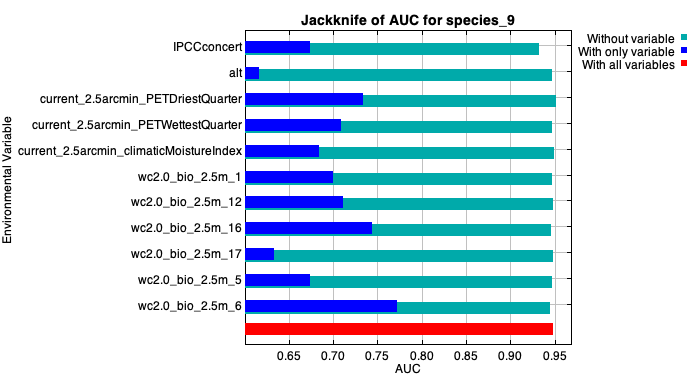 Jackknife of AUC for species_9
Without variable
With only variable
With all variables
Environmental Variable
IPCCconcert
alt
current_2.5arcmin_PETDriestQuarter
current_2.5arcmin_PETWettestQuarter
current_2.5arcmin_climaticMoistureIndex
wc2.0_bio_2.5m_1
wc2.0_bio_2.5m_12
wc2.0_bio_2.5m_16
wc2.0_bio_2.5m_17
wc2.0_bio_2.5m_5
wc2.0_bio_2.5m_6
0.65 0.70 0.75 0.80 0.85 0.90 0.95
AUC